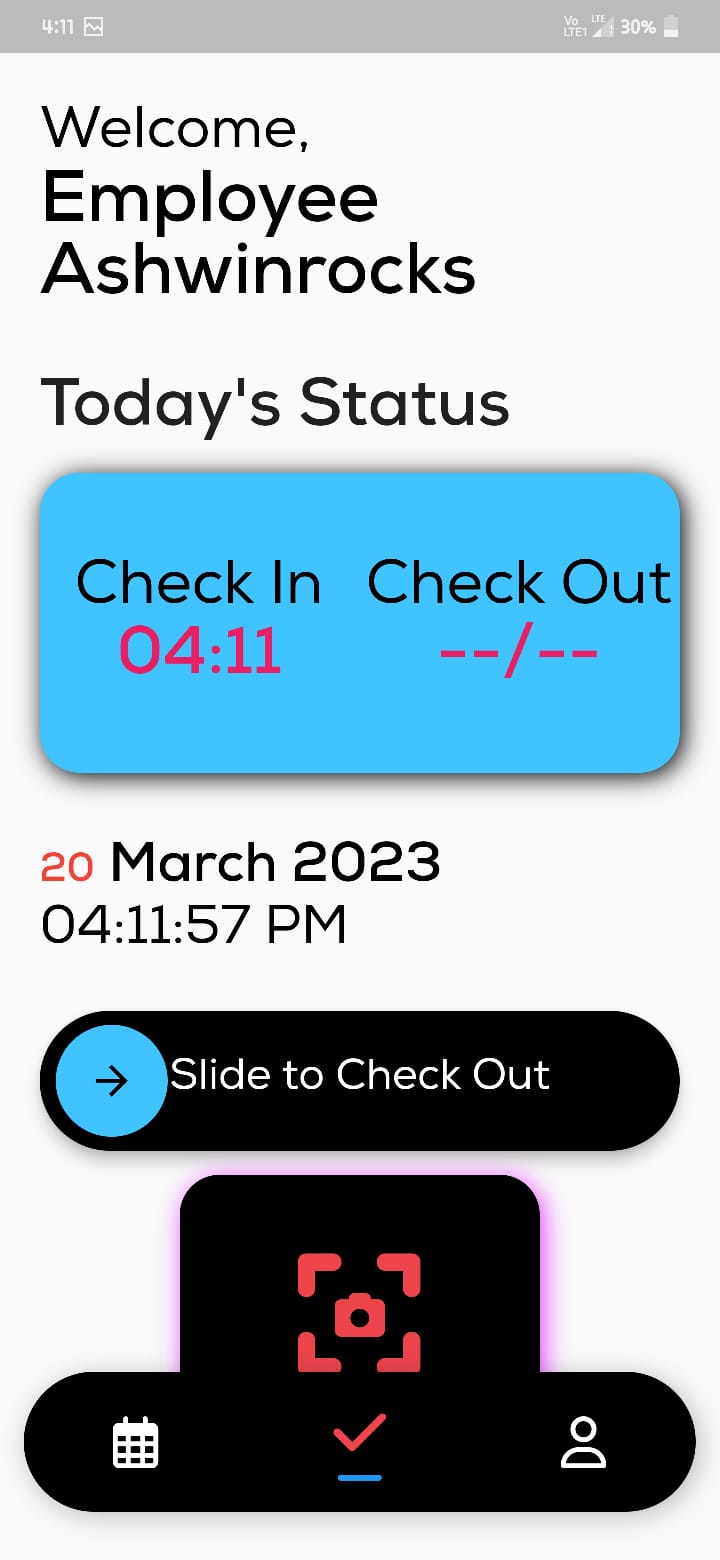 4:11 Vo LTE1 LTE 30%
Welcome,
Employee
Ashwinrocks
Today's Status
Check In Check Out
04:11 --/--
20 March 2023
04:11:57 PM
Slide to Check Out